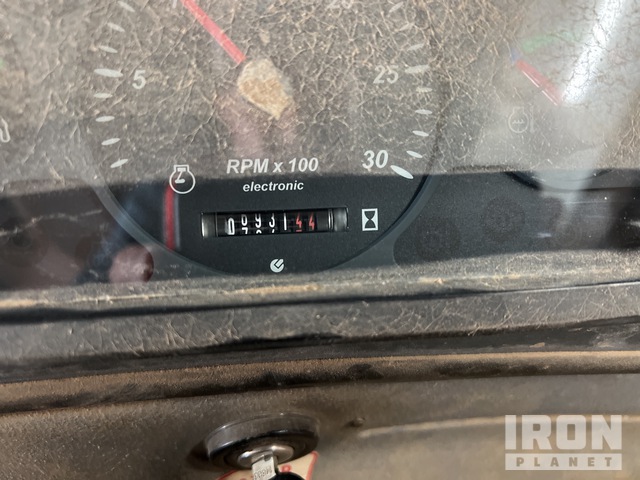 5
25
30
RPM x 100
electronic
IRON
PLANET